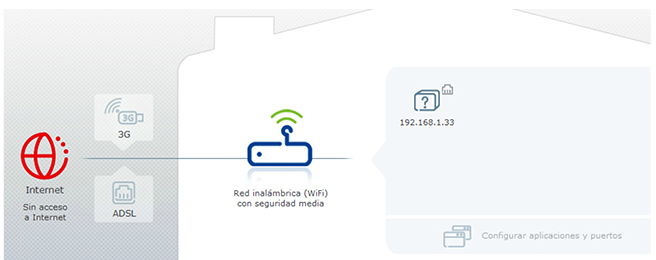 3G
3G
Internet
Sin acceso
a Internet
ADSL
Red inalámbrica (WiFi)
con seguridad media
?
192.168.1.33
Configurar aplicaciones y puertos